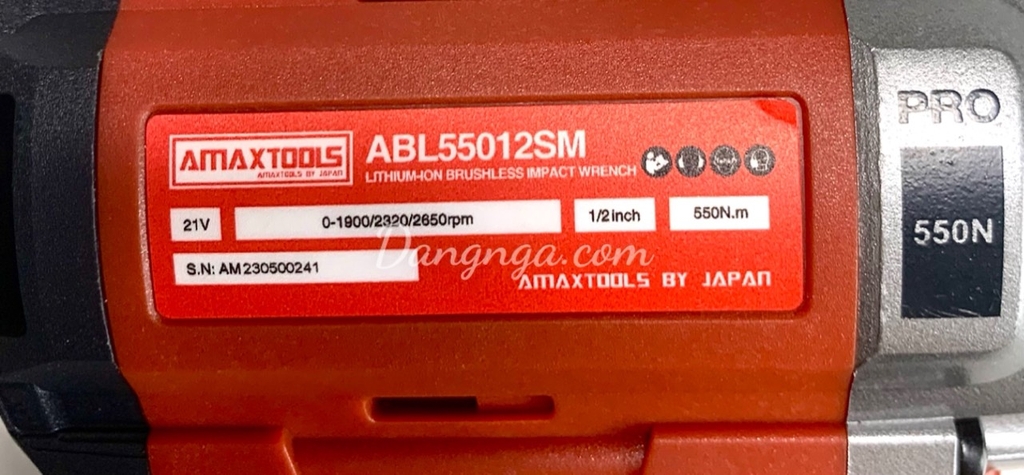 AMAXTOOLS
AMAXTOOLS BY JAPAN
ABL55012SM
LITHIUM-ION BRUSHLESS IMPACT WRENCH
21V
0-1900/2320/2650rpm
1/2inch
550N.m
S.N: AM230500241
Dangnga.com
AMAXTOOLS BY JAPAN
PRO
550N